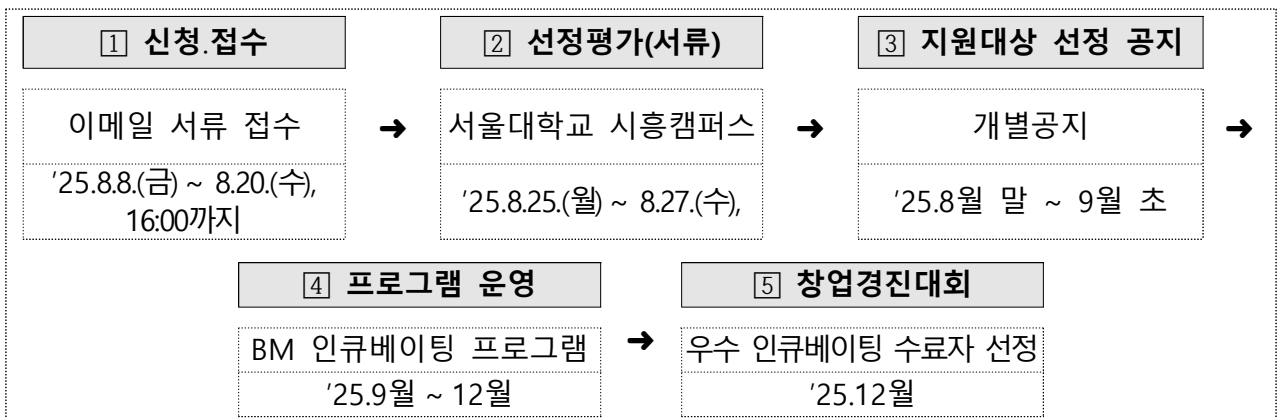 1 신청.접수
이메일 서류 접수
'25.8.8.(금) ~ 8.20.(수),
16:00까지
➜
2 선정평가(서류)
서울대학교 시흥캠퍼스
'25.8.25.(월) ~ 8.27.(수),
➜
3 지원대상 선정 공지
개별공지
'25.8월 말 ~ 9월 초
➜
4 프로그램 운영
BM 인큐베이팅 프로그램
'25.9월 ~ 12월
➜
5 창업경진대회
우수 인큐베이팅 수료자 선정
'25.12월